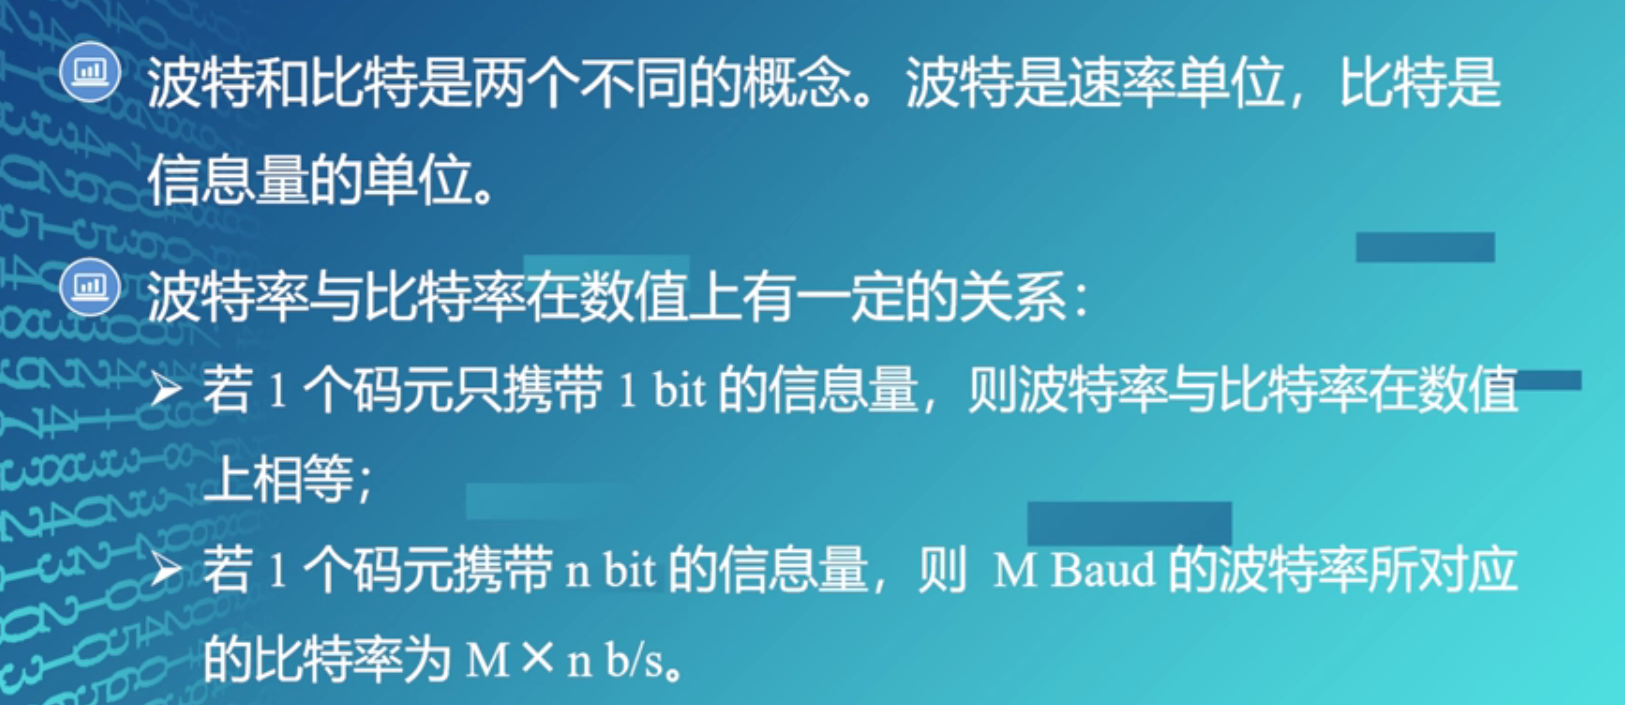 波特和比特是两个不同的概念。波特是速率单位，比特是
信息量的单位。
波特率与比特率在数值上有一定的关系：
➢ 若 1 个码元只携带 1 bit 的信息量，则波特率与比特率在数值
上相等；
➢ 若 1 个码元携带 n bit 的信息量，则 M Baud 的波特率所对应
的比特率为 M × n b/s。